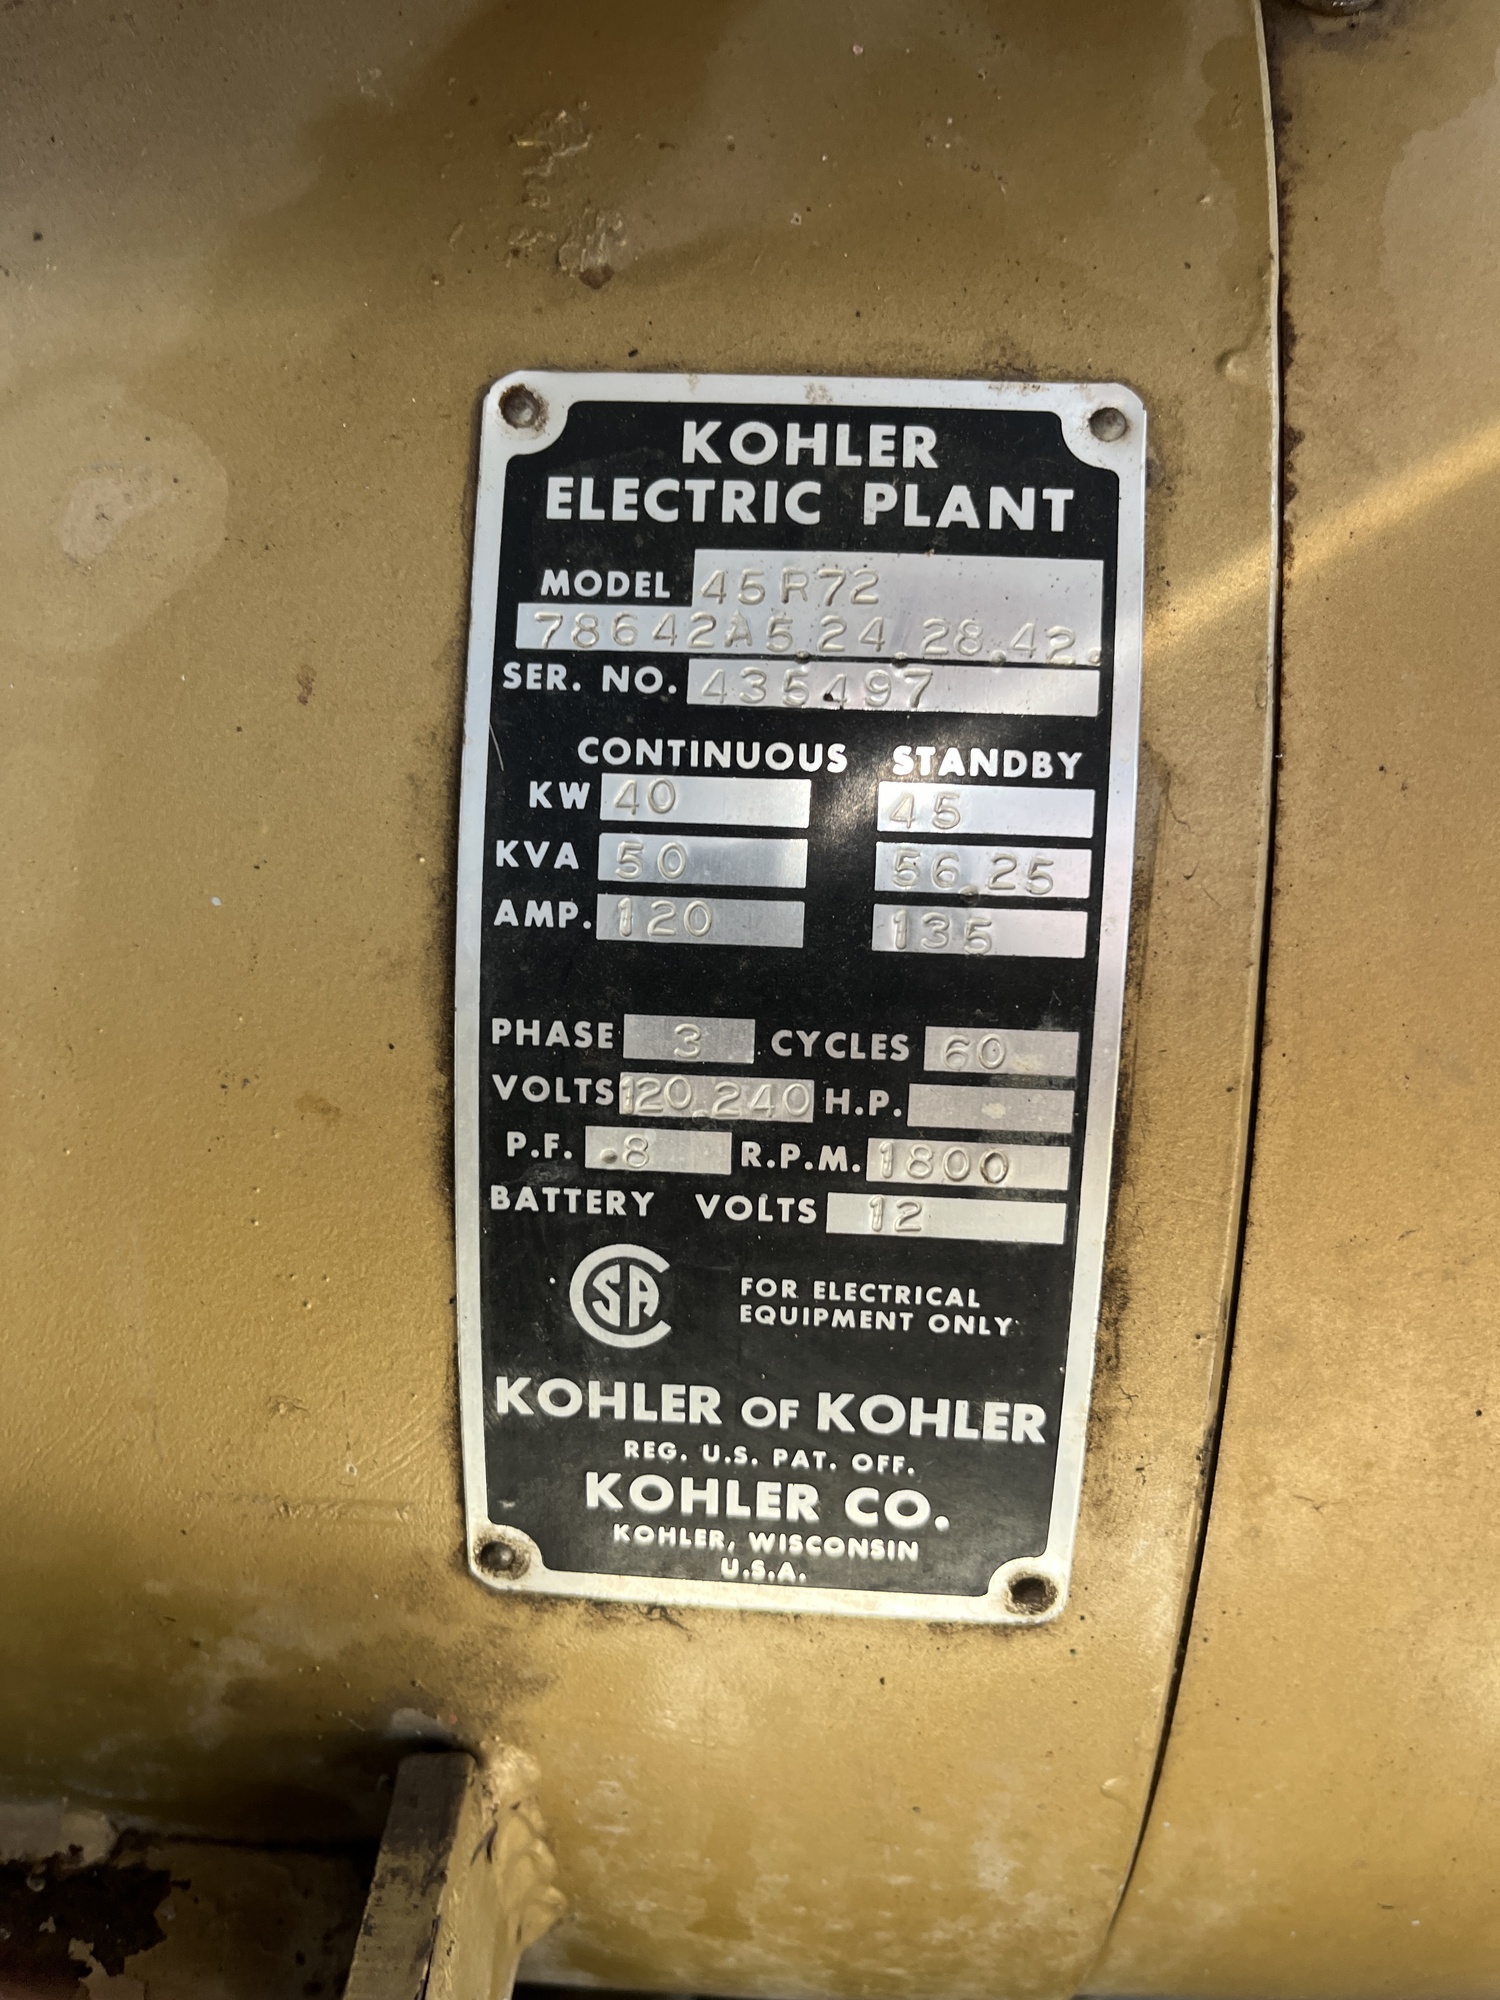 KOHLER
ELECTRIC PLANT
MODEL 45R72
78642A5.24.28.42.
SER. NO. 435497
CONTINUOUS STANDBY
KW 40 45
KVA 50 56.25
AMP. 120 135
PHASE 3 CYCLES 60
VOLTS 120.240 H.P.
P.F. .8 R.P.M. 1800
BATTERY VOLTS 12
CSA FOR ELECTRICAL
EQUIPMENT ONLY
KOHLER OF KOHLER
REG. U.S. PAT. OFF.
KOHLER CO.
KOHLER, WISCONSIN
U.S.A.